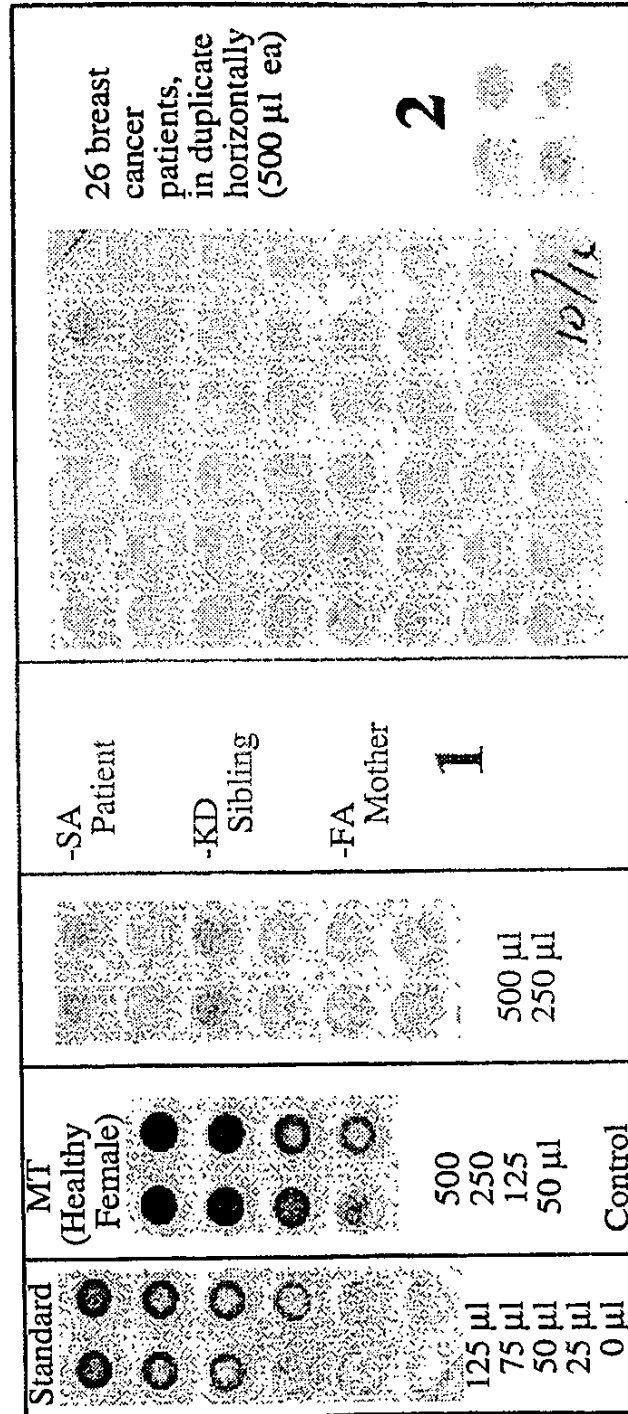 Standard
125 µl
75 µl
50 µl
25 µl
0 µl
MT
(Healthy
Female)
500
250
125
50 µl
Control
500 µl
250 µl
-SA
Patient
-KD
Sibling
-FA
Mother
1
26 breast
cancer
patients,
in duplicate
horizontally
(500 µl ea)
2